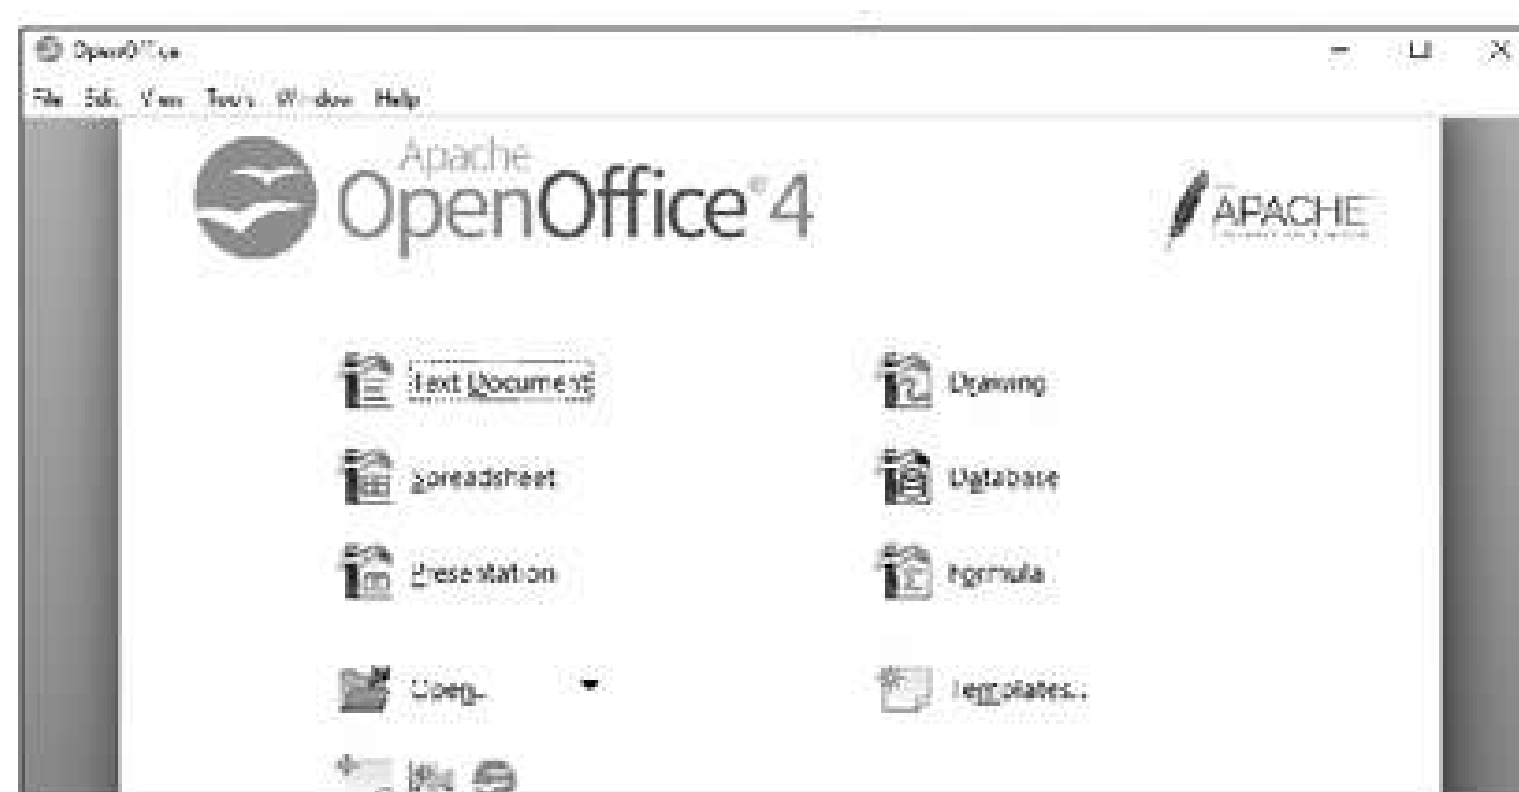 OpenOffice
File Edit View Tools Window Help
Apache
OpenOffice® 4
APACHE
Text Document
Drawing
Spreadsheet
Database
Presentation
Formula
Open...
Templates...